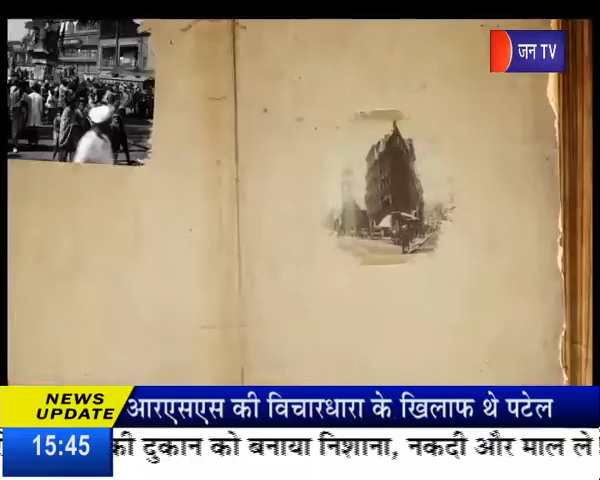 जन TV
NEWS UPDATE
आरएसएस की विचारधारा के खिलाफ थे पटेल
15:45
की दुकान को बनाया निशाना, नकदी और माल ले